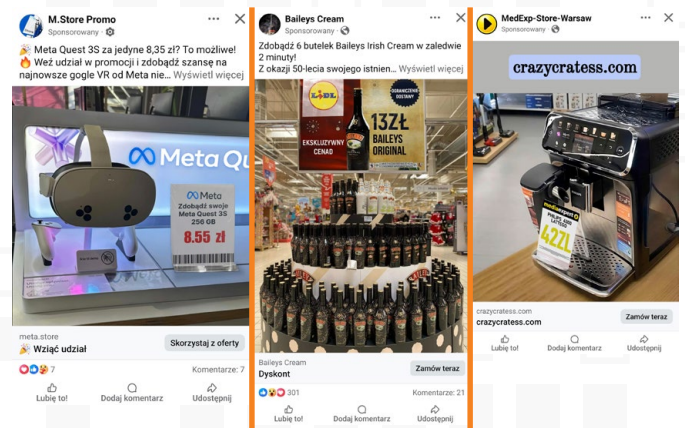 M.Store Promo
Sponsorowany
🎉 Meta Quest 3S za jedyne 8,35 zł? To możliwe!
🔥 Weź udział w promocji i zdobądź szansę na
najnowsze gogle VR od Meta nie... Wyświetl więcej
Meta Qu
Meta
Zdobądź swoje
Meta Quest 3S
256 GB
8.55 zł
meta.store
🎉 Wziąć udział
Skorzystaj z oferty
7
Komentarze: 7
Lubię to!
Dodaj komentarz
Udostępnij
Baileys Cream
Sponsorowany
Zdobądź 6 butelek Baileys Irish Cream w zaledwie
2 minuty!
Z okazji 50-lecia swojego istnien... Wyświetl więcej
LIDL
OGRANICZONE
DOSTAWY
EKSKLUZYWNY
CENAD
13ZŁ
BAILEYS
ORIGINAL
Baileys Cream
Dyskont
Zamów teraz
301
Komentarze: 21
Lubię to!
Dodaj komentarz
Udostępnij
MedExp-Store-Warsaw
Sponsorowany
crazycratess.com
42ZL
crazycratess.com
crazycratess.com
Zamów teraz
Lubię to!
Dodaj komentarz
Udostępnij